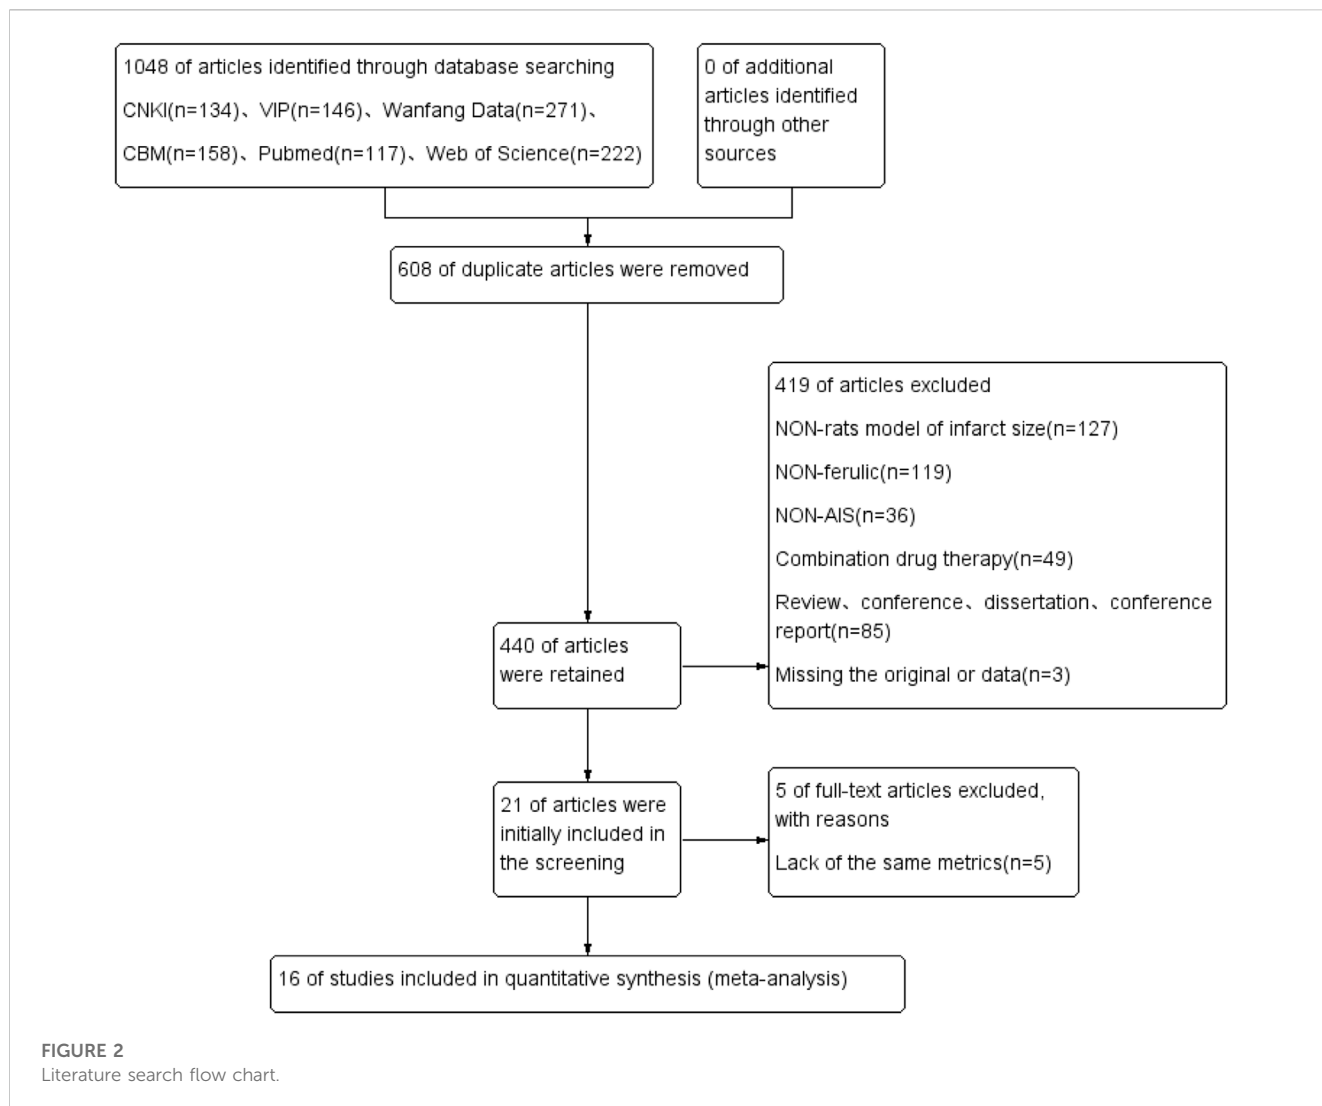 1048 of articles identified through database searching
CNKI(n=134)、VIP(n=146)、Wanfang Data(n=271)、
CBM(n=158)、Pubmed(n=117)、Web of Science(n=222)
0 of additional
articles identified
through other
sources
608 of duplicate articles were removed
419 of articles excluded
NON-rats model of infarct size(n=127)
NON-ferulic(n=119)
NON-AIS(n=36)
Combination drug therapy(n=49)
Review、conference、dissertation、conference
report(n=85)
Missing the original or data(n=3)
440 of articles
were retained
21 of articles were
initially included in
the screening
5 of full-text articles excluded,
with reasons
Lack of the same metrics(n=5)
16 of studies included in quantitative synthesis (meta-analysis)
FIGURE 2
Literature search flow chart.